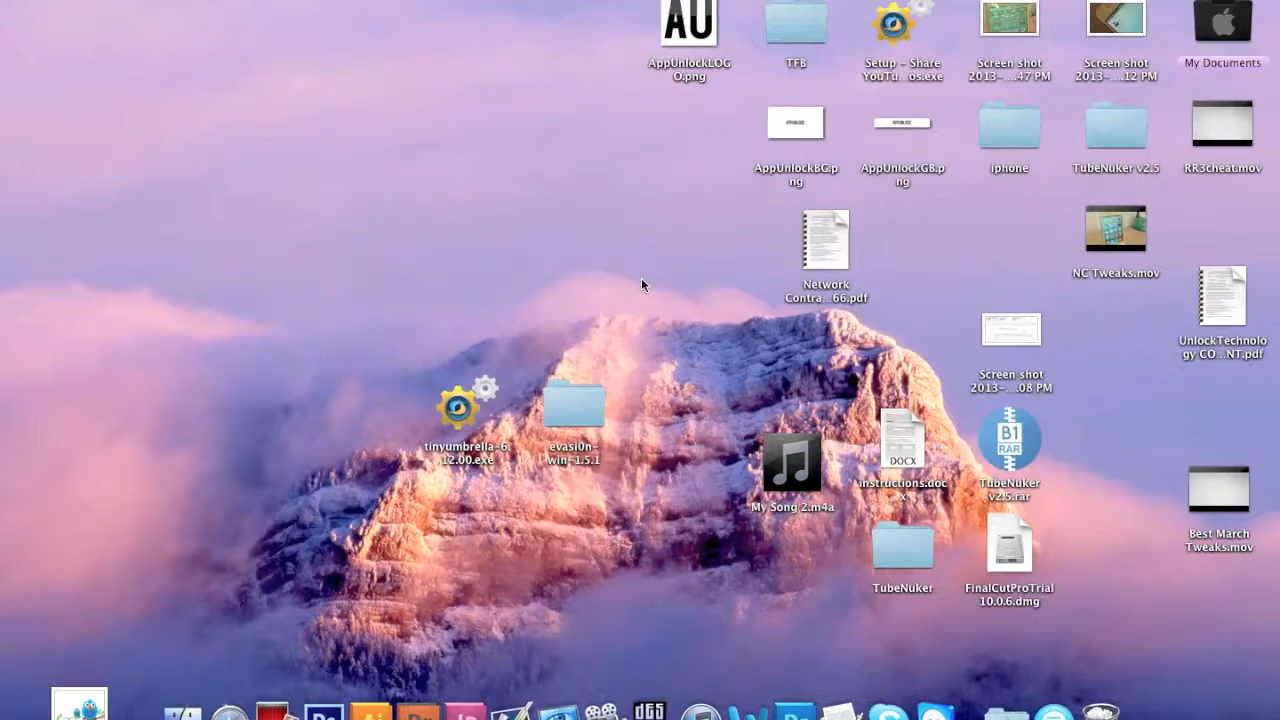 AU
AppUnlockLOG
O.png
TFB
Setup - Share
YouTu...os.exe
Screen shot
2013-....47 PM
Screen shot
2013-....12 PM
My Documents
AppUnlockBG.p
ng
AppUnlockGB.p
ng
iphone
TubeNuker v2.5
RR3cheat.mov
Network
Contra...66.pdf
NC Tweaks.mov
UnlockTechnolo
gy CO...NT.pdf
Screen shot
2013-....08 PM
tinyumbrella-6.
12.00.exe
evasi0n-
win-1.5.1
My Song 2.m4a
DOCX
instructions.doc
x
B1
RAR
TubeNuker
v2.5.rar
Best March
Tweaks.mov
TubeNuker
FinalCutProTrial
10.0.6.dmg